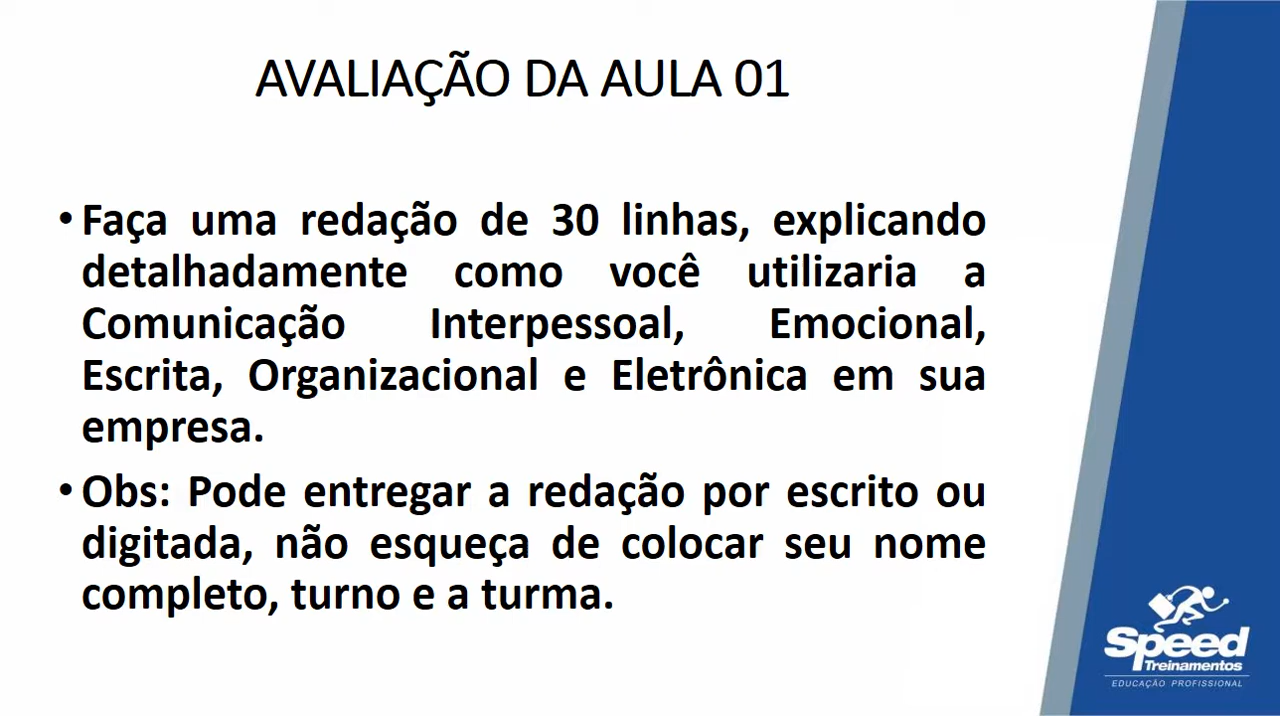 AVALIAÇÃO DA AULA 01
• Faça uma redação de 30 linhas, explicando
detalhadamente como você utilizaria a
Comunicação Interpessoal, Emocional,
Escrita, Organizacional e Eletrônica em sua
empresa.
• Obs: Pode entregar a redação por escrito ou
digitada, não esqueça de colocar seu nome
completo, turno e a turma.
Speed
Treinamentos
EDUCAÇÃO PROFISSIONAL